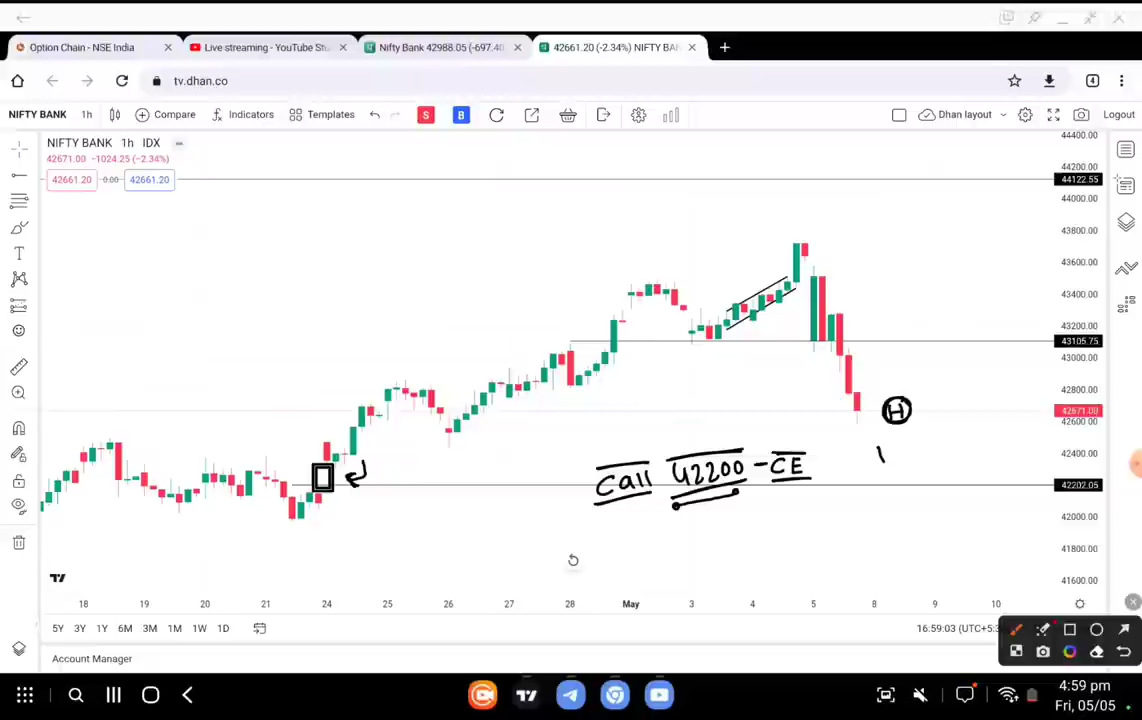 Option Chain - NSE India
Live streaming - YouTube Stu
Nifty Bank 42988.05 (-697.40
42661.20 (-2.34%) NIFTY BAN
tv.dhan.co
4
NIFTY BANK 1h Compare Indicators Templates S B Dhan layout Logout
NIFTY BANK 1h IDX
42671.00 -1024.25 (-2.34%)
42661.20 0.00 42661.20
44400.00
44200.00
44122.55
44000.00
43800.00
43600.00
43400.00
43200.00
43105.75
43000.00
42800.00
42671.00
42600.00
42400.00
42202.05
42000.00
41800.00
41600.00
H
Call 42200 - CE
18 19 20 21 24 25 26 27 28 May 3 4 5 8 9 10
5Y 3Y 1Y 6M 3M 1M 1W 1D
16:59:03 (UTC+5:3
Account Manager
4:59 pm
Fri, 05/05